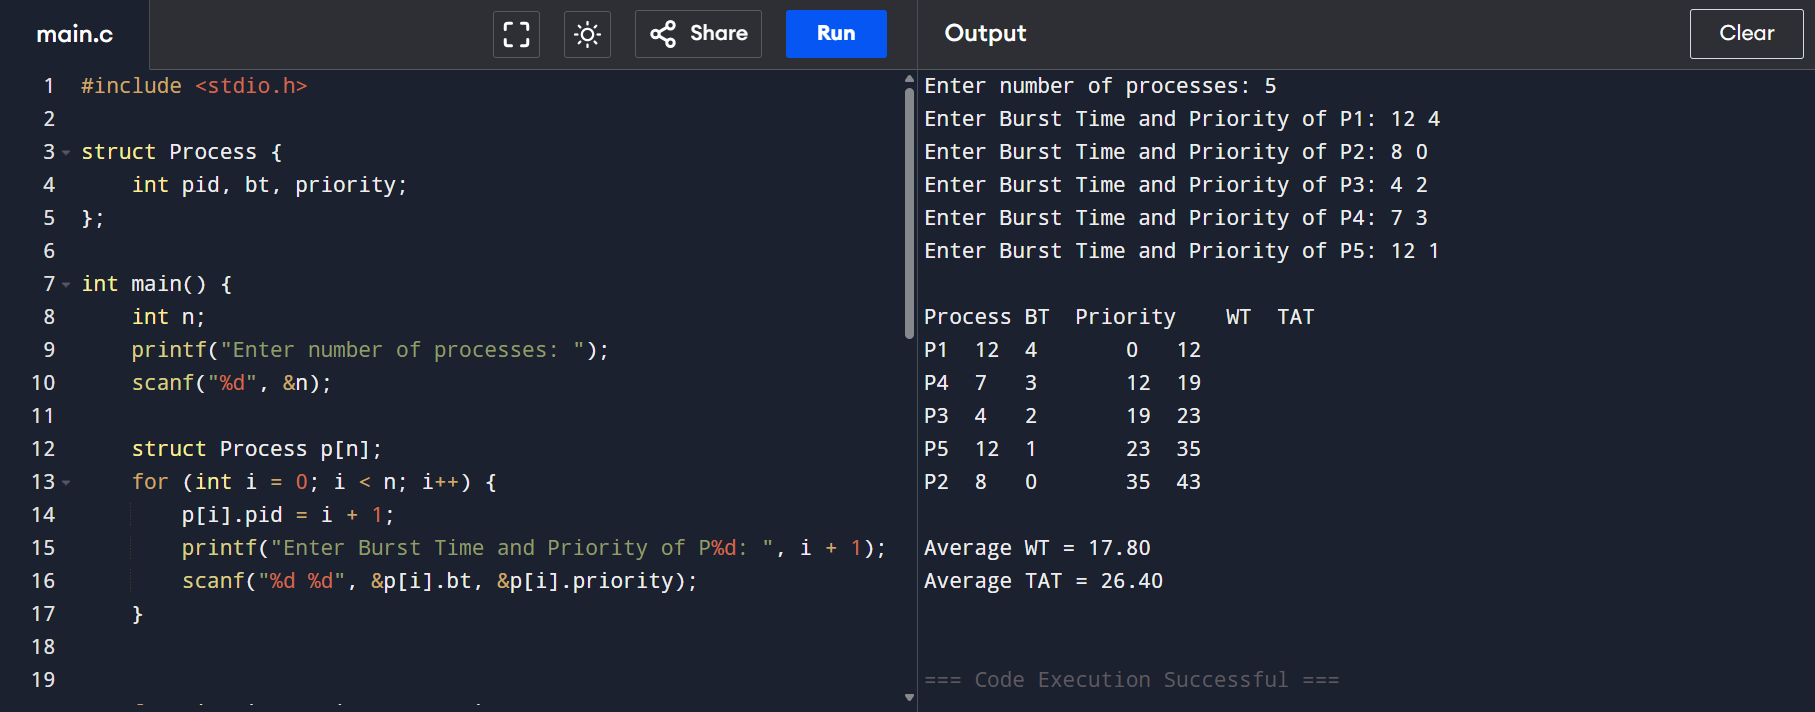 main.c
Share
Run
1 #include <stdio.h>
2
3 struct Process {
4     int pid, bt, priority;
5 };
6
7 int main() {
8     int n;
9     printf("Enter number of processes: ");
10     scanf("%d", &n);
11
12     struct Process p[n];
13     for (int i = 0; i < n; i++) {
14         p[i].pid = i + 1;
15         printf("Enter Burst Time and Priority of P%d: ", i + 1);
16         scanf("%d %d", &p[i].bt, &p[i].priority);
17     }
18
19
Output
Clear
Enter number of processes: 5
Enter Burst Time and Priority of P1: 12 4
Enter Burst Time and Priority of P2: 8 0
Enter Burst Time and Priority of P3: 4 2
Enter Burst Time and Priority of P4: 7 3
Enter Burst Time and Priority of P5: 12 1
Process BT  Priority    WT  TAT
P1  12  4       0   12
P4  7   3       12  19
P3  4   2       19  23
P5  12  1       23  35
P2  8   0       35  43
Average WT = 17.80
Average TAT = 26.40
=== Code Execution Successful ===